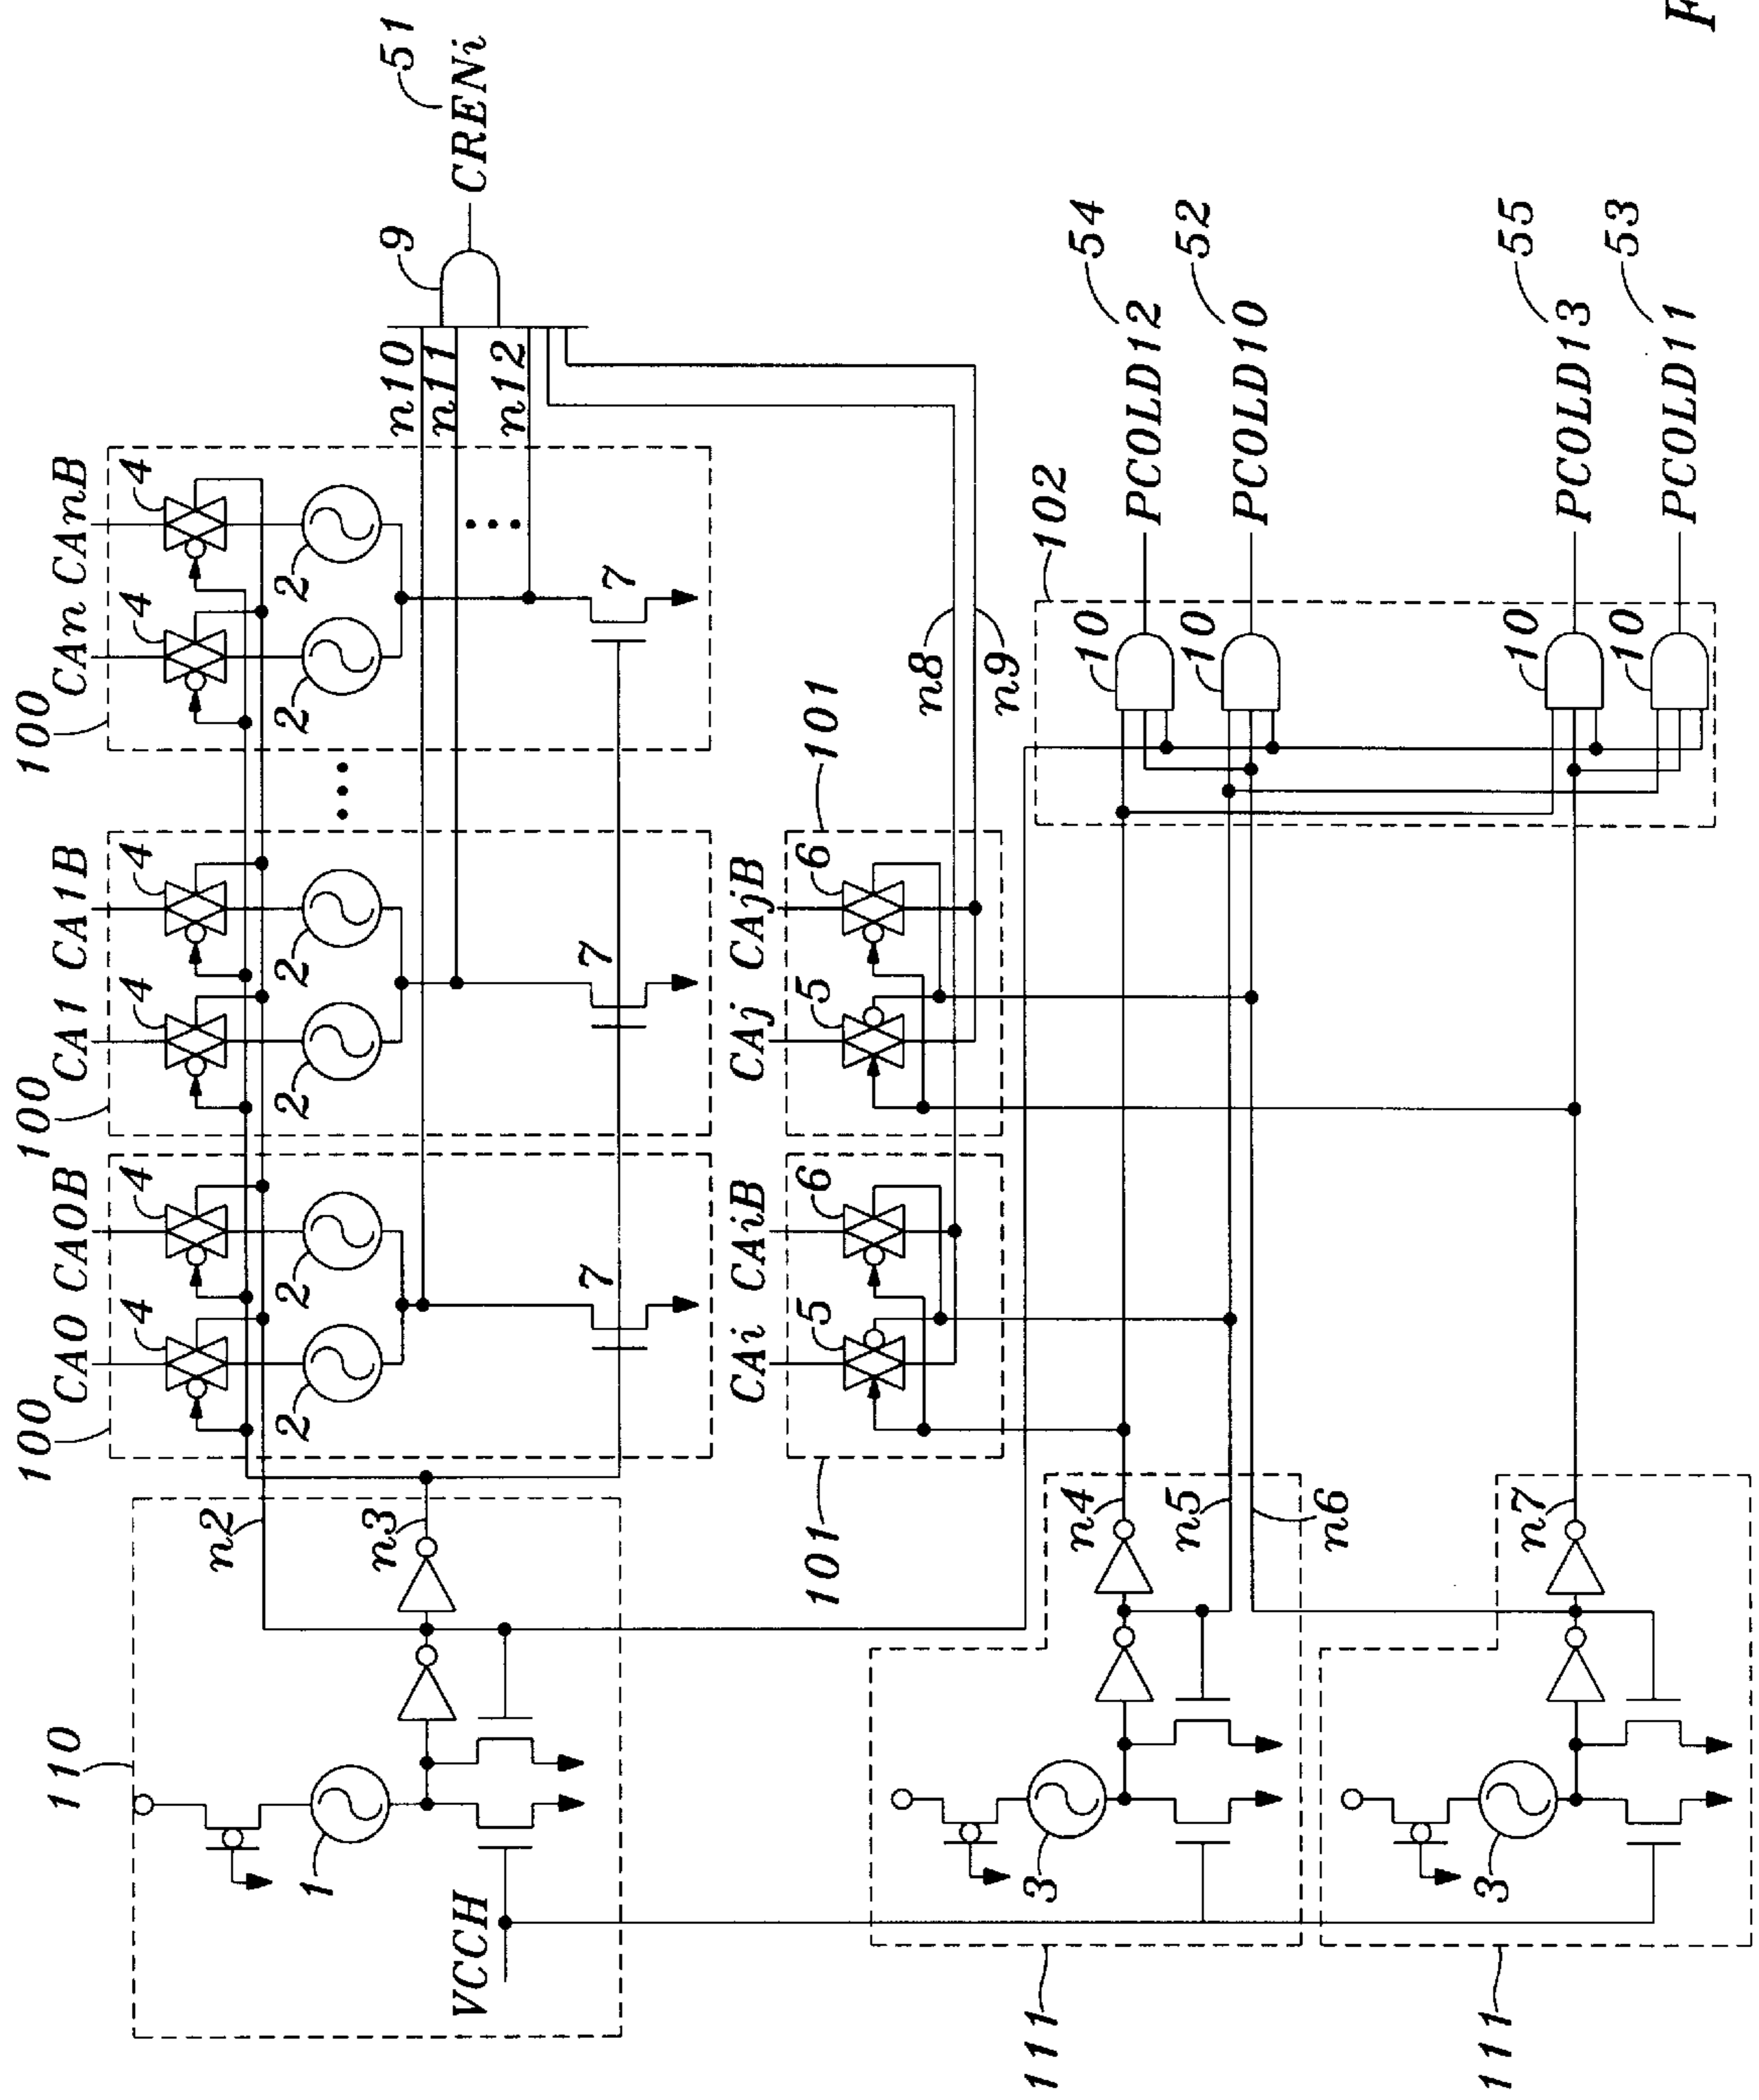 100
CA0 CA0B
4
4
2
2
7
100
CA1 CA1B
4
4
2
2
7
100
CAn CAnB
4
4
2
2
7
110
n2
n3
1
VCCH
n10
n11
n12
9
CRENi
51
CAi CAiB
5
6
101
CAj CAjB
5
6
101
n8
n9
111
3
n4
n5
n6
111
3
n7
102
10
10
10
10
PCOLD12
54
PCOLD10
52
PCOLD13
55
PCOLD11
53
F